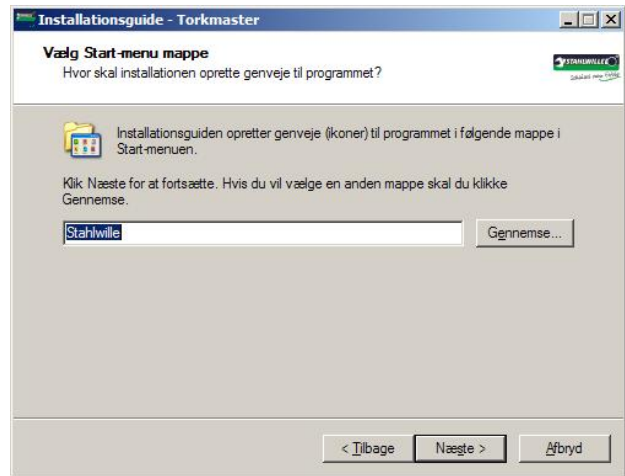 Installationsguide - Torkmaster
Vælg Start-menu mappe
Hvor skal installationen oprette genveje til programmet?
STAHLWILLE
Installationsguiden opretter genveje (ikoner) til programmet i følgende mappe i
Start-menuen.
Klik Næste for at fortsætte. Hvis du vil vælge en anden mappe skal du klikke
Gennemse.
Stahlwille
Gennemse...
< Tilbage
Næste >
Afbryd